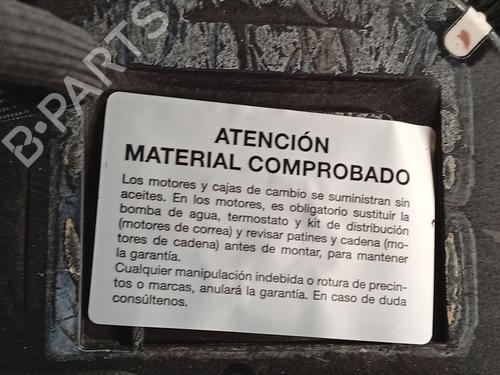 B-PARTS
ATENCIÓN
MATERIAL COMPROBADO
Los motores y cajas de cambio se suministran sin
aceites. En los motores, es obligatorio sustituir la
bomba de agua, termostato y kit de distribución
(motores de correa) y revisar patines y cadena (mo-
tores de cadena) antes de montar, para mantener
la garantía.
Cualquier manipulación indebida o rotura de precin-
tos o marcas, anulará la garantía. En caso de duda
consúltenos.